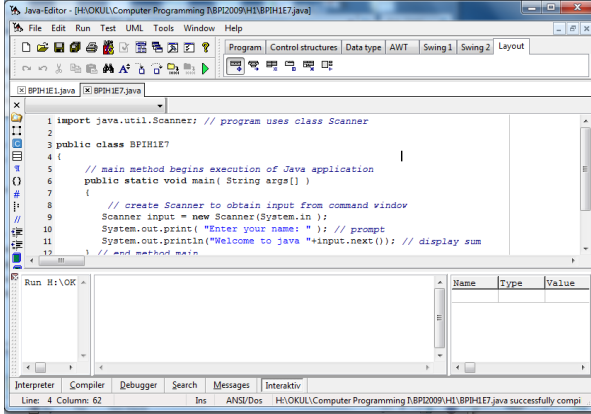 Java-Editor - [H:\OKUL\Computer Programming I\BPI2009\H1\BPIH1E7.java]
File Edit Run Test UML Tools Window Help
Program Control structures Data type AWT Swing 1 Swing 2 Layout
BPIH1E1.java BPIH1E7.java
1 import java.util.Scanner; // program uses class Scanner
2
3 public class BPIH1E7
4 {
5 // main method begins execution of Java application
6 public static void main( String args[] )
7 {
8 // create Scanner to obtain input from command window
9 Scanner input = new Scanner(System.in );
10 System.out.print( "Enter your name: " ); // prompt
11 System.out.println("Welcome to java "+input.next()); // display sum
12 } // end method main
Run H:\OK
Name Type Value
Interpreter Compiler Debugger Search Messages Interaktiv
Line: 4 Column: 62 Ins ANSI/Dos H:\OKUL\Computer Programming I\BPI2009\H1\BPIH1E7.java successfully compi